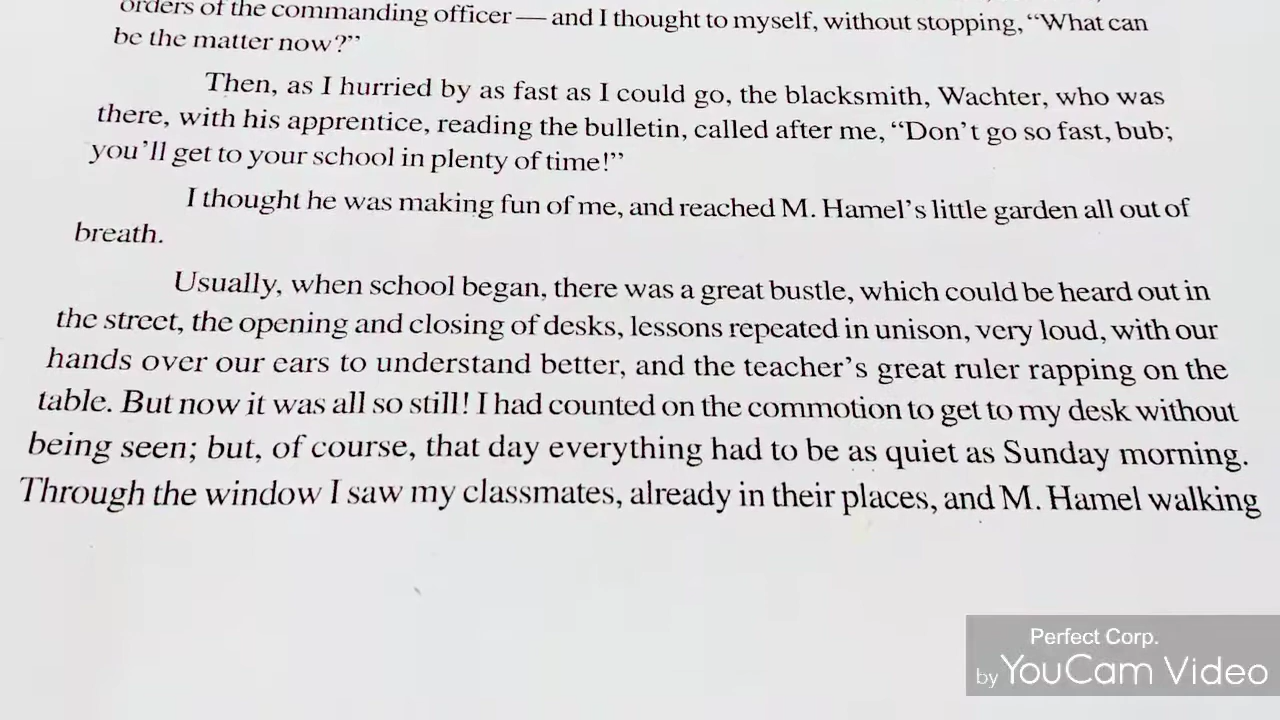 orders of the commanding officer — and I thought to myself, without stopping, “What can
be the matter now?”
Then, as I hurried by as fast as I could go, the blacksmith, Wachter, who was
there, with his apprentice, reading the bulletin, called after me, “Don’t go so fast, bub;
you’ll get to your school in plenty of time!”
I thought he was making fun of me, and reached M. Hamel’s little garden all out of
breath.
Usually, when school began, there was a great bustle, which could be heard out in
the street, the opening and closing of desks, lessons repeated in unison, very loud, with our
hands over our ears to understand better, and the teacher’s great ruler rapping on the
table. But now it was all so still! I had counted on the commotion to get to my desk without
being seen; but, of course, that day everything had to be as quiet as Sunday morning.
Through the window I saw my classmates, already in their places, and M. Hamel walking
Perfect Corp.
by YouCam Video